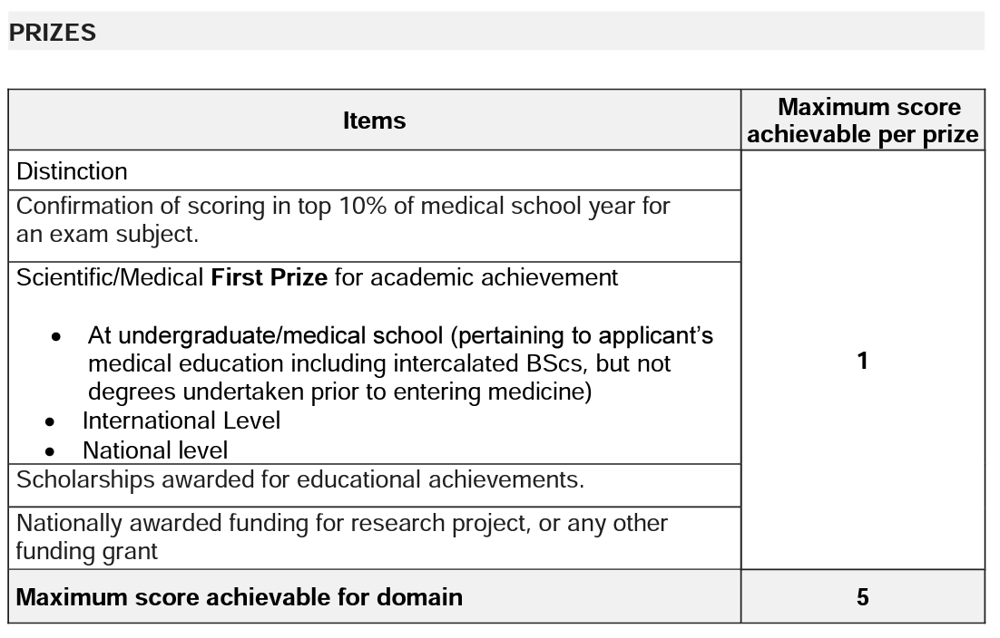 PRIZES
Items
Maximum score
achievable per prize
Distinction
Confirmation of scoring in top 10% of medical school year for
an exam subject.
Scientific/Medical First Prize for academic achievement
• At undergraduate/medical school (pertaining to applicant’s
medical education including intercalated BScs, but not
degrees undertaken prior to entering medicine)
• International Level
• National level
Scholarships awarded for educational achievements.
Nationally awarded funding for research project, or any other
funding grant
1
Maximum score achievable for domain
5